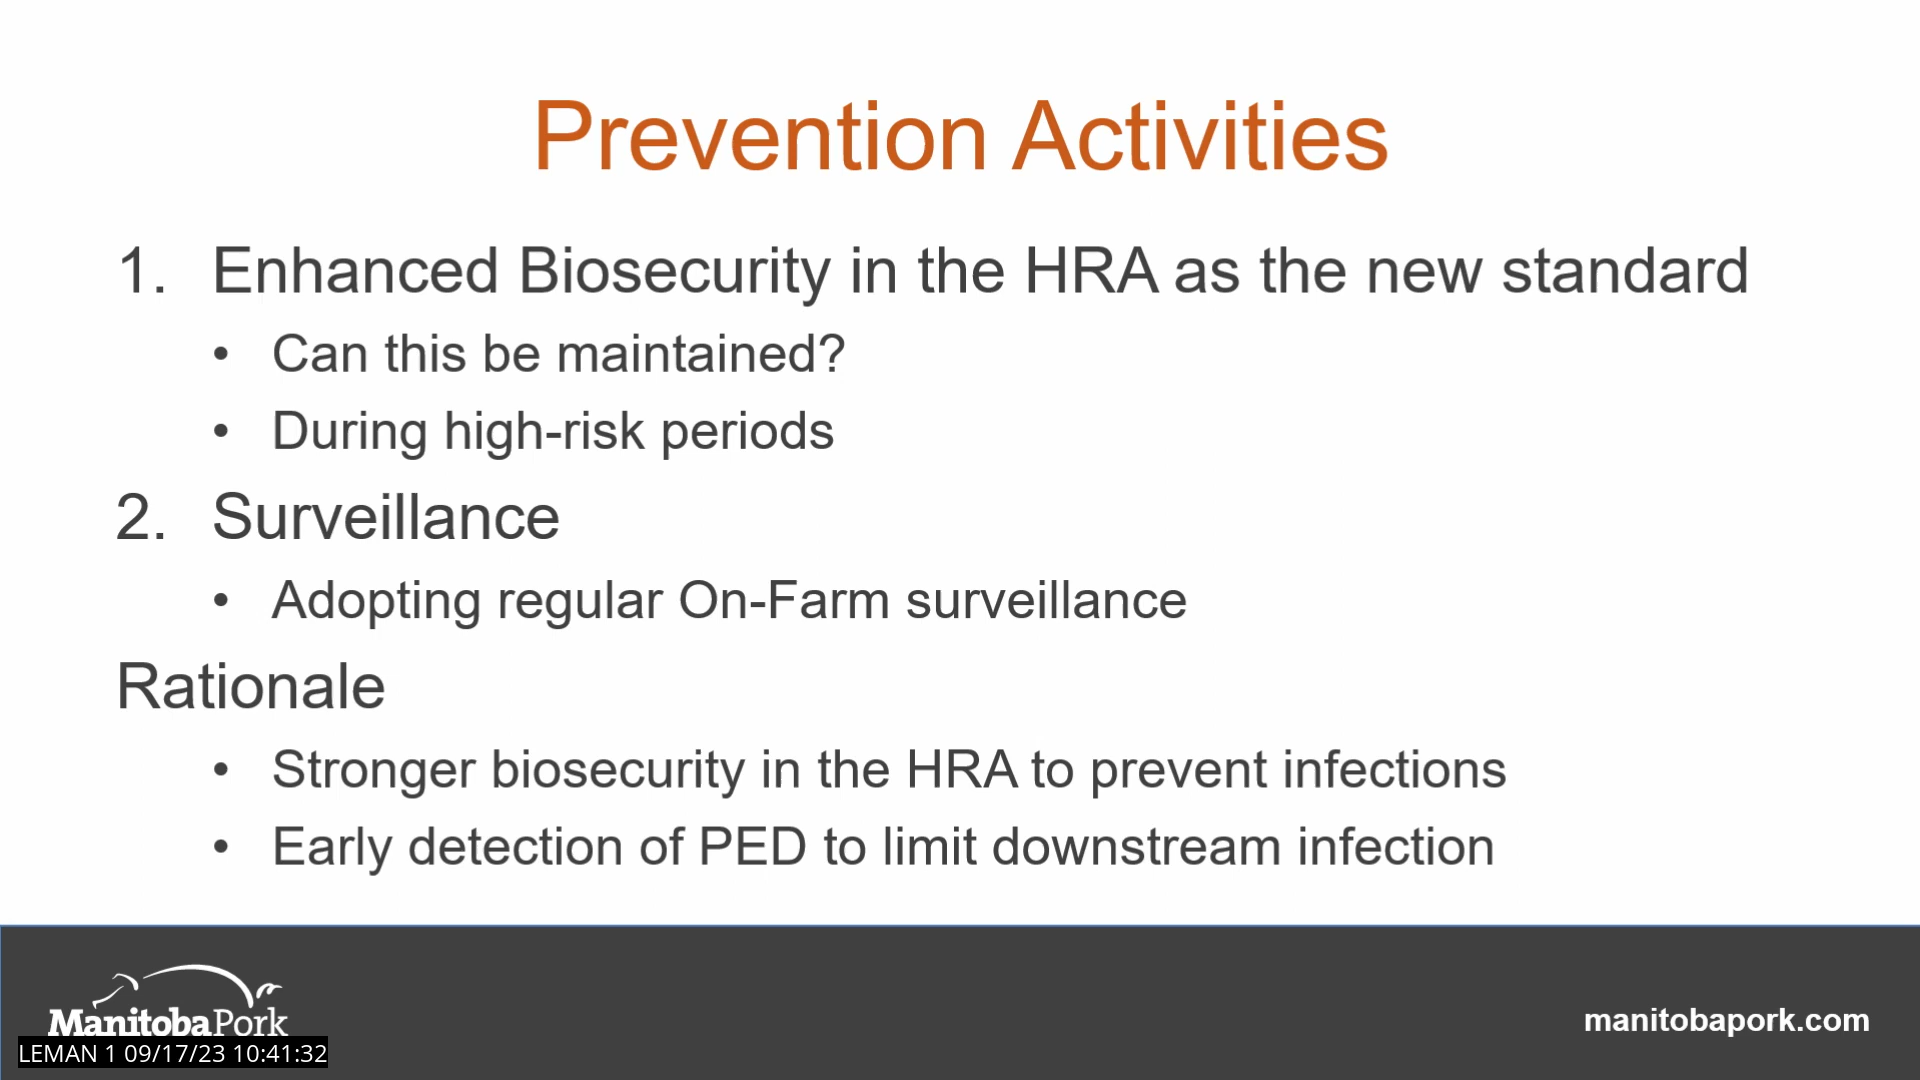 Prevention Activities
1. Enhanced Biosecurity in the HRA as the new standard
• Can this be maintained?
• During high-risk periods
2. Surveillance
• Adopting regular On-Farm surveillance
Rationale
• Stronger biosecurity in the HRA to prevent infections
• Early detection of PED to limit downstream infection
ManitobaPork
manitobapork.com
LEMAN 1 09/17/23 10:41:32